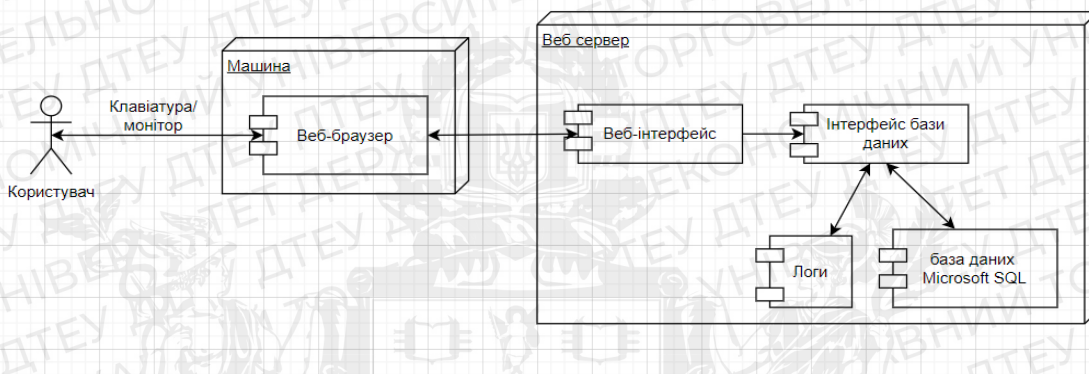 Веб сервер
Машина
Клавіатура/
монітор
Веб-браузер
Веб-інтерфейс
Інтерфейс бази
даних
Користувач
Логи
база даних
Microsoft SQL